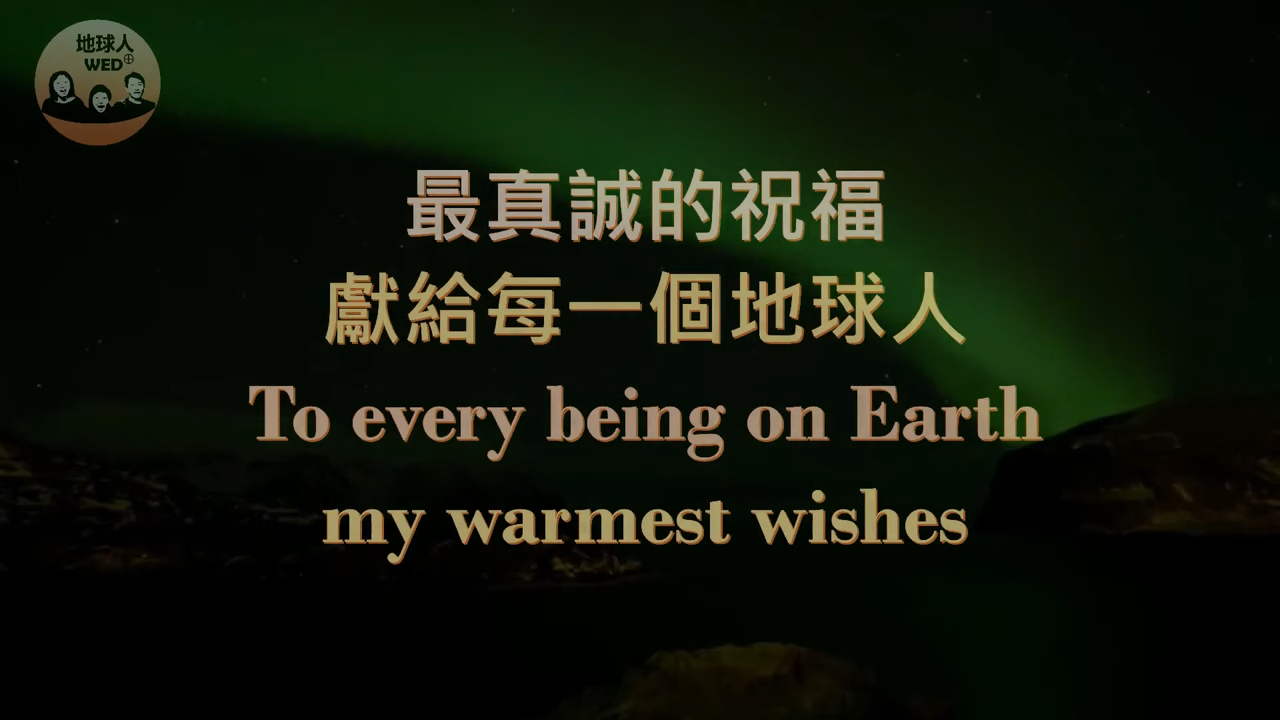 地球人
WED⊕
最真誠的祝福
獻給每一個地球人
To every being on Earth
my warmest wishes